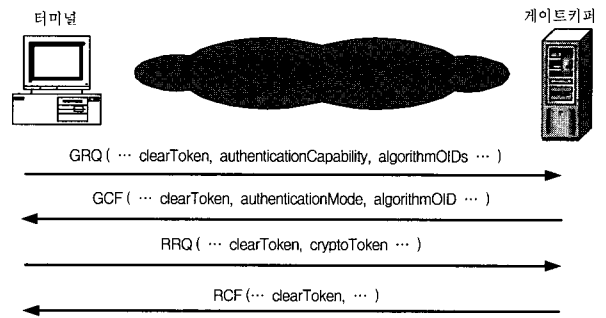 터미널
게이트키퍼
GRQ ( ··· clearToken, authenticationCapability, algorithmOIDs ··· )
GCF ( ··· clearToken, authenticationMode, algorithmOID ··· )
RRQ ( ··· clearToken, cryptoToken ··· )
RCF (··· clearToken, ··· )